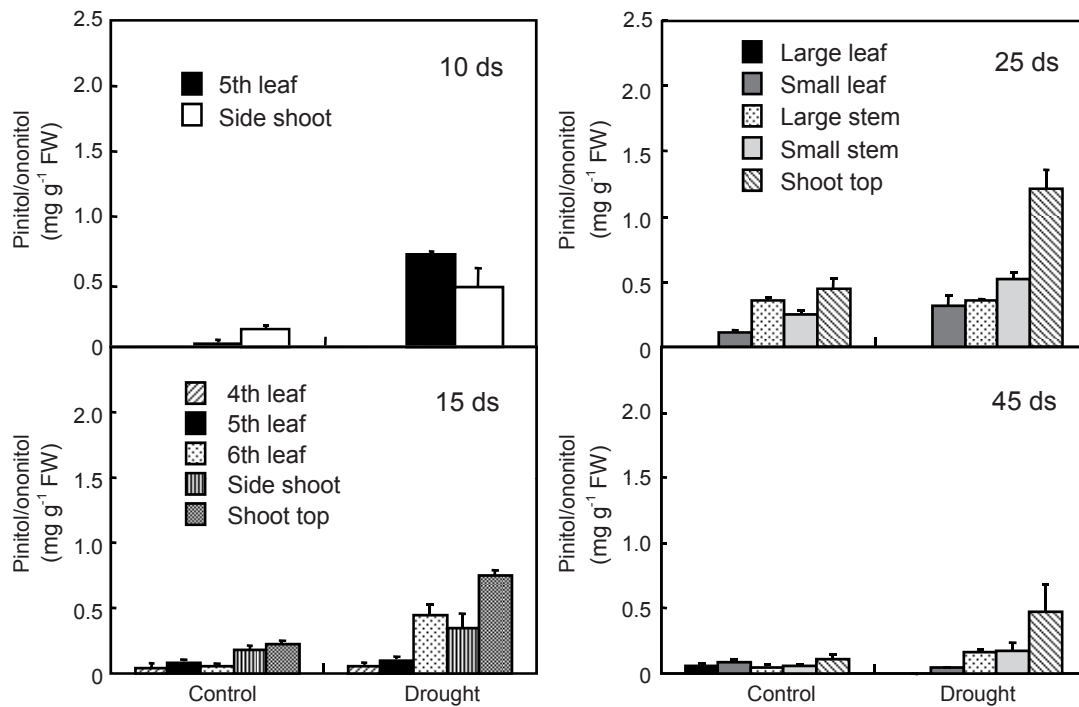 2.5
2.0
1.5
1.0
0.5
0
Pinitol/ononitol
(mg g⁻¹ FW)
10 ds
5th leaf
Side shoot
2.5
2.0
1.5
1.0
0.5
0
Pinitol/ononitol
(mg g⁻¹ FW)
25 ds
Large leaf
Small leaf
Large stem
Small stem
Shoot top
2.0
1.5
1.0
0.5
0
Pinitol/ononitol
(mg g⁻¹ FW)
15 ds
4th leaf
5th leaf
6th leaf
Side shoot
Shoot top
Control Drought
2.0
1.5
1.0
0.5
0
Pinitol/ononitol
(mg g⁻¹ FW)
45 ds
Control Drought